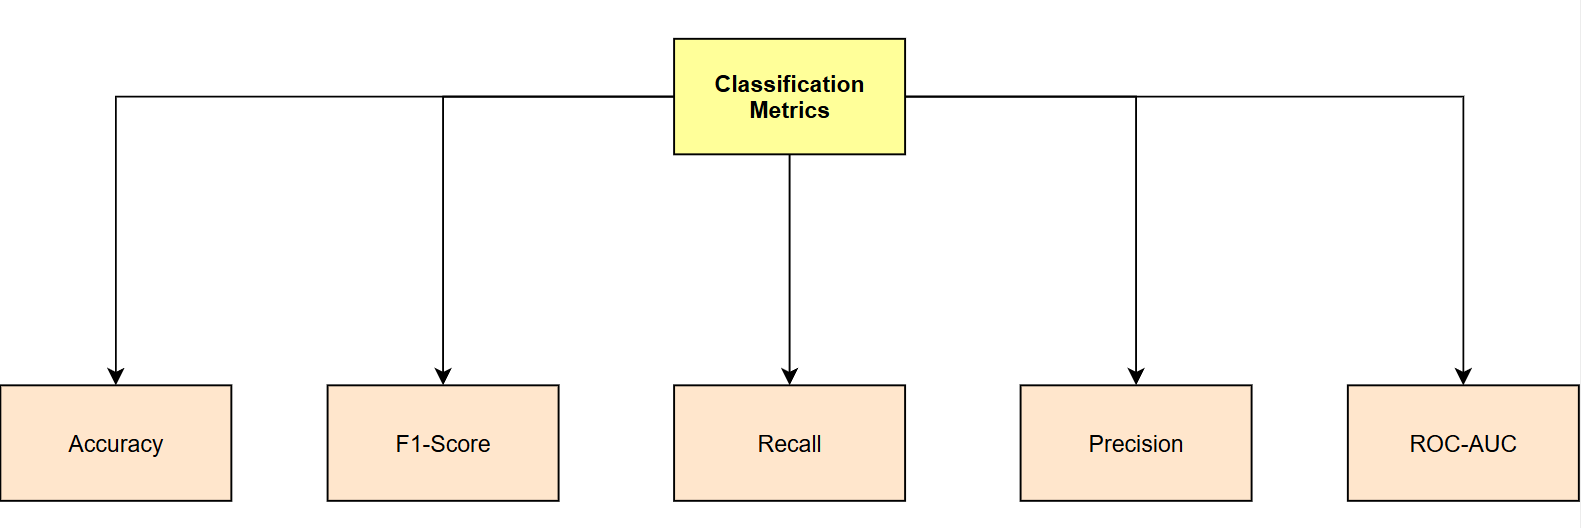 Classification
Metrics
Accuracy
F1-Score
Recall
Precision
ROC-AUC